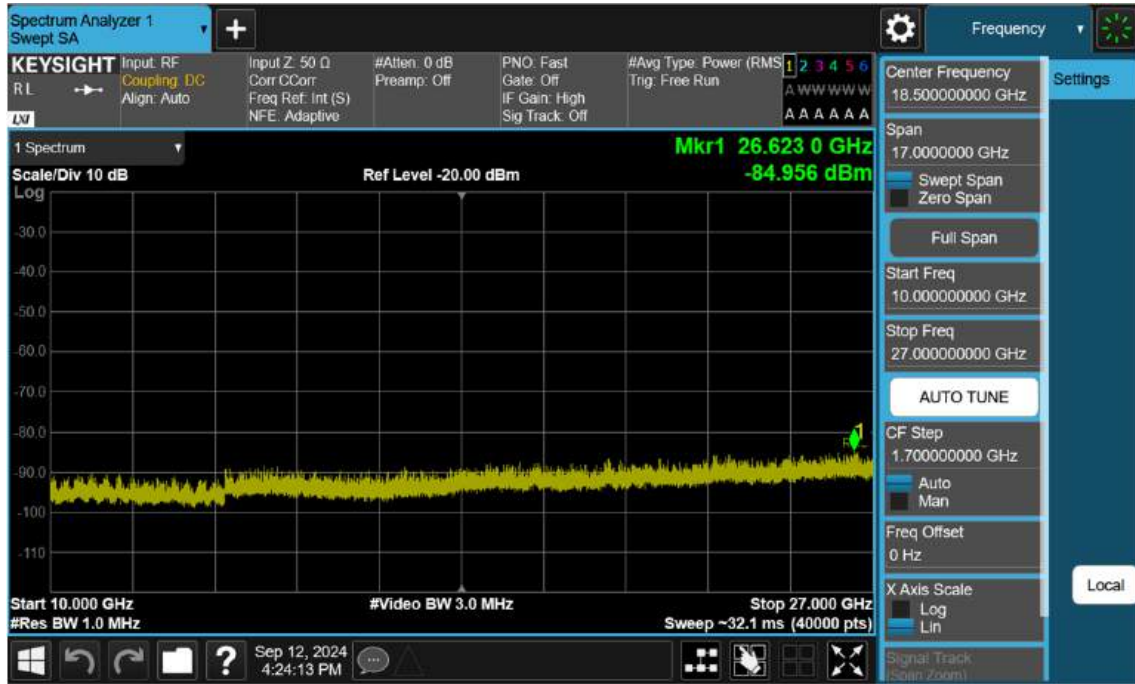 Spectrum Analyzer 1
Swept SA
+
Frequency
KEYSIGHT
RL
LXI
Input: RF
Coupling: DC
Align: Auto
Input Z: 50 Ω
Corr CCorr
Freq Ref: Int (S)
NFE: Adaptive
#Atten: 0 dB
Preamp: Off
PNO: Fast
Gate: Off
IF Gain: High
Sig Track: Off
#Avg Type: Power (RMS
Trig: Free Run
1 2 3 4 5 6
A W W W W W
A A A A A A
1 Spectrum
Scale/Div 10 dB
Ref Level -20.00 dBm
Mkr1 26.623 0 GHz
-84.956 dBm
Log
-30.0
-40.0
-50.0
-60.0
-70.0
-80.0
-90.0
-100
-110
1
Start 10.000 GHz
#Res BW 1.0 MHz
#Video BW 3.0 MHz
Stop 27.000 GHz
Sweep ~32.1 ms (40000 pts)
Center Frequency
18.500000000 GHz
Span
17.0000000 GHz
Swept Span
Zero Span
Full Span
Start Freq
10.000000000 GHz
Stop Freq
27.000000000 GHz
AUTO TUNE
CF Step
1.700000000 GHz
Auto
Man
Freq Offset
0 Hz
X Axis Scale
Log
Lin
Signal Track
(Span Zoom)
Settings
Local
?
Sep 12, 2024
4:24:13 PM